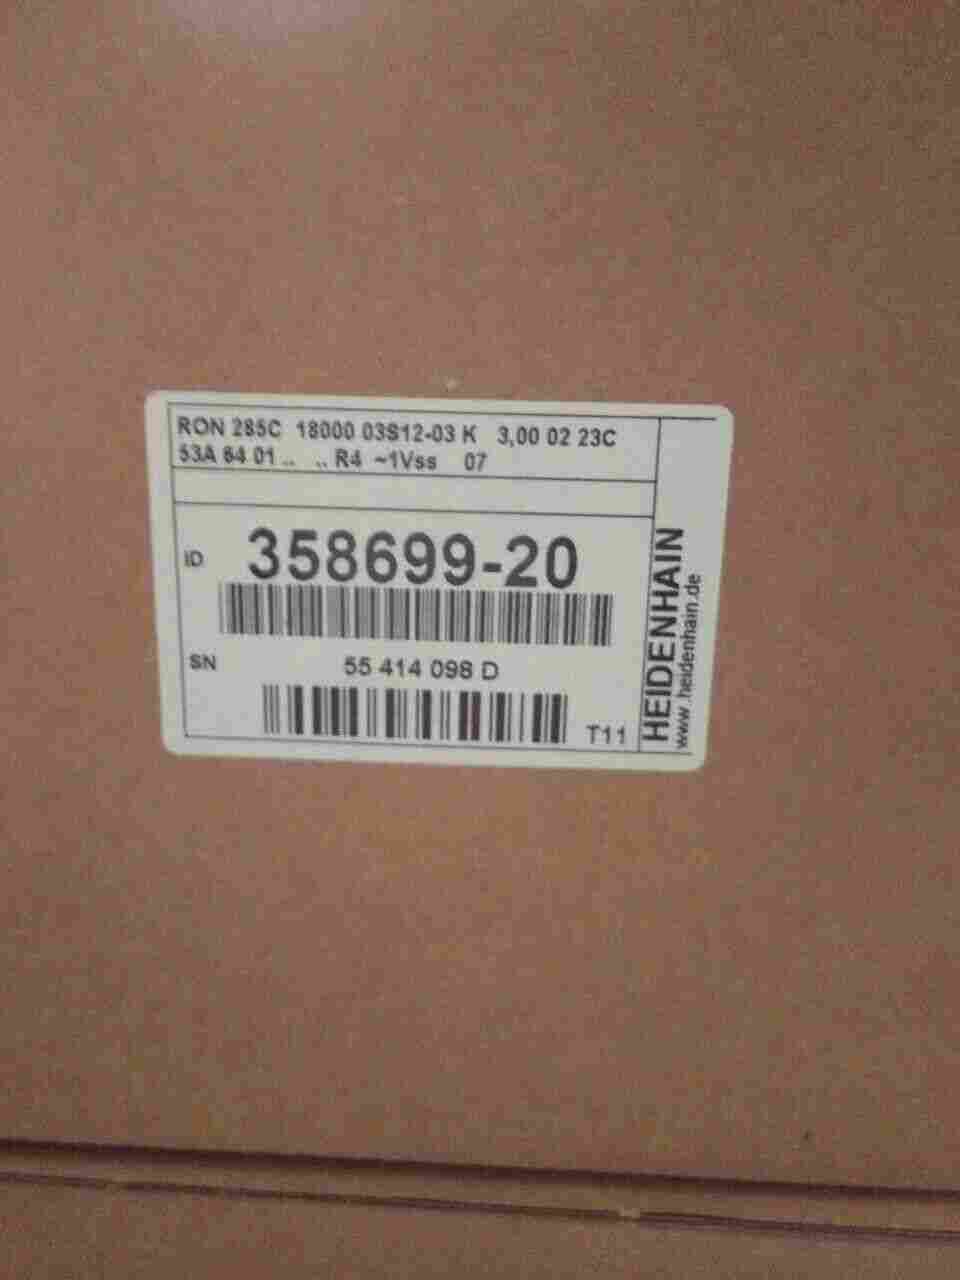 RON 285C 18000 03S12-03 K 3,00 02 23C
53A 64 01 .. .. R4 ~1Vss 07
ID 358699-20
SN 55 414 098 D
T11
HEIDENHAIN
www.heidenhain.de